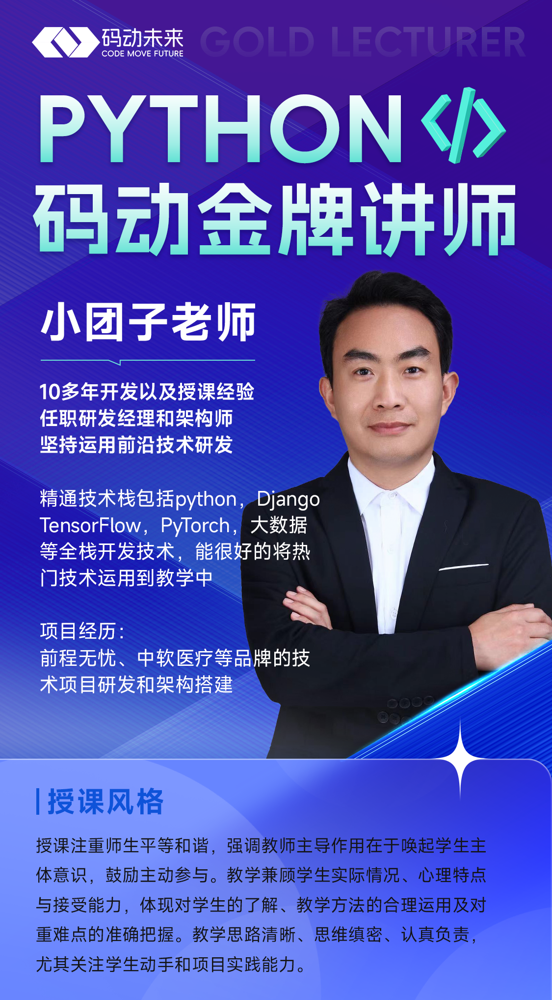 码动未来
CODE MOVE FUTURE
GOLD LECTURER
PYTHON
码动金牌讲师
小团子老师
10多年开发以及授课经验
任职研发经理和架构师
坚持运用前沿技术研发
精通技术栈包括python，Django
TensorFlow，PyTorch，大数据
等全栈开发技术，能很好的将热
门技术运用到教学中
项目经历：
前程无忧、中软医疗等品牌的技
术项目研发和架构搭建
授课风格
授课注重师生平等和谐，强调教师主导作用在于唤起学生主
体意识，鼓励主动参与。教学兼顾学生实际情况、心理特点
与接受能力，体现对学生的了解、教学方法的合理运用及对
重难点的准确把握。教学思路清晰、思维缜密、认真负责，
尤其关注学生动手和项目实践能力。